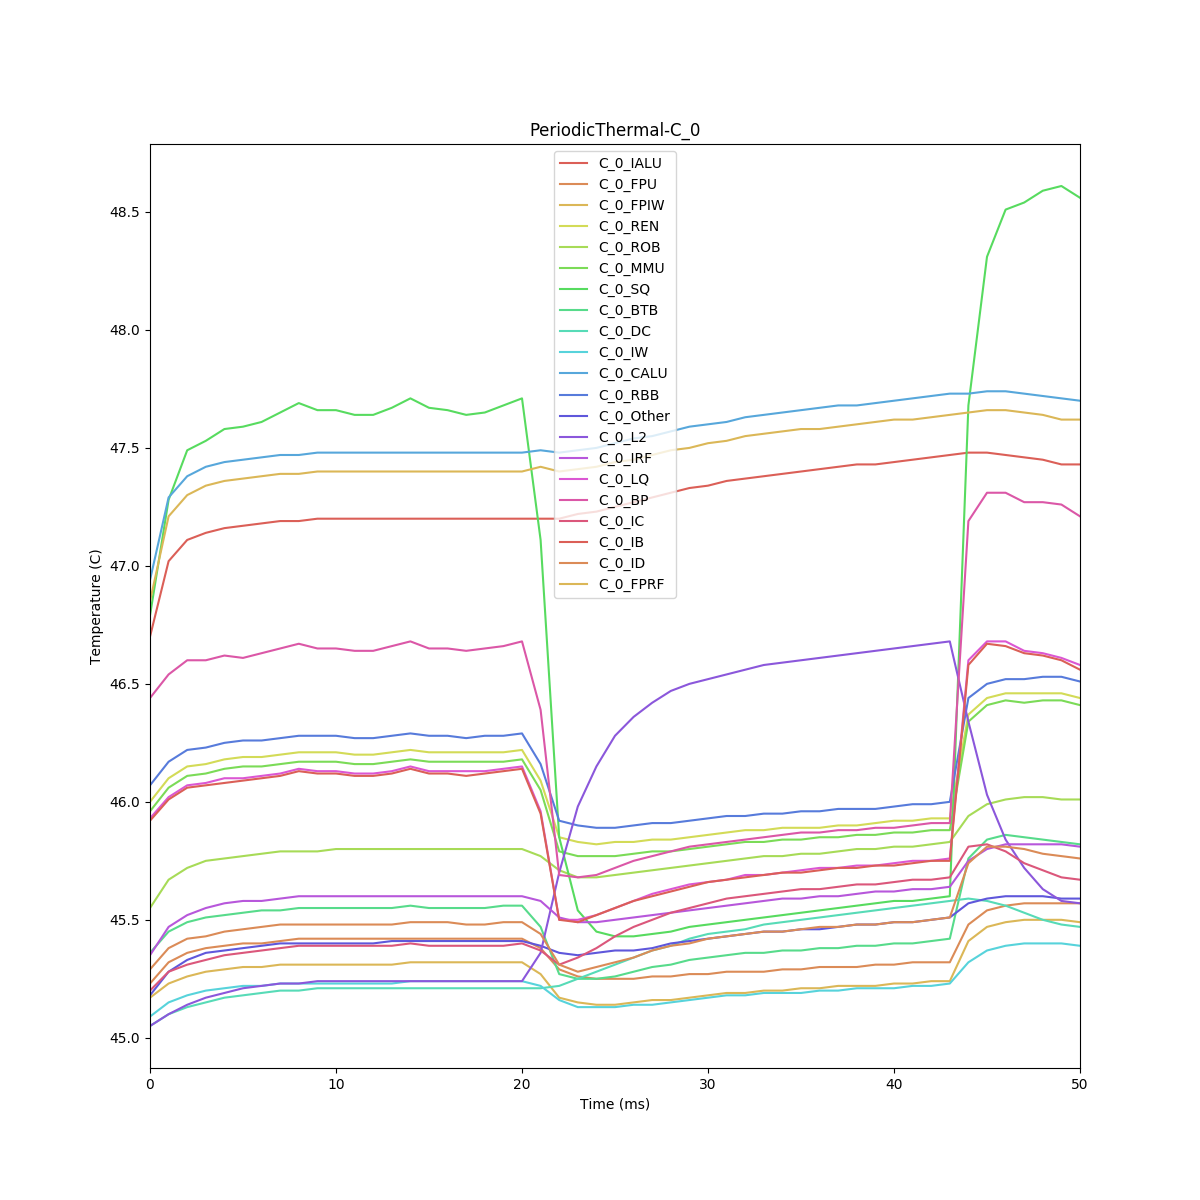 PeriodicThermal-C_0
C_0_IALU
C_0_FPU
C_0_FPIW
C_0_REN
C_0_ROB
C_0_MMU
C_0_SQ
C_0_BTB
C_0_DC
C_0_IW
C_0_CALU
C_0_RBB
C_0_Other
C_0_L2
C_0_IRF
C_0_LQ
C_0_BP
C_0_IC
C_0_IB
C_0_ID
C_0_FPRF
48.5
48.0
47.5
47.0
46.5
46.0
45.5
45.0
Temperature (C)
0 10 20 30 40 50
Time (ms)